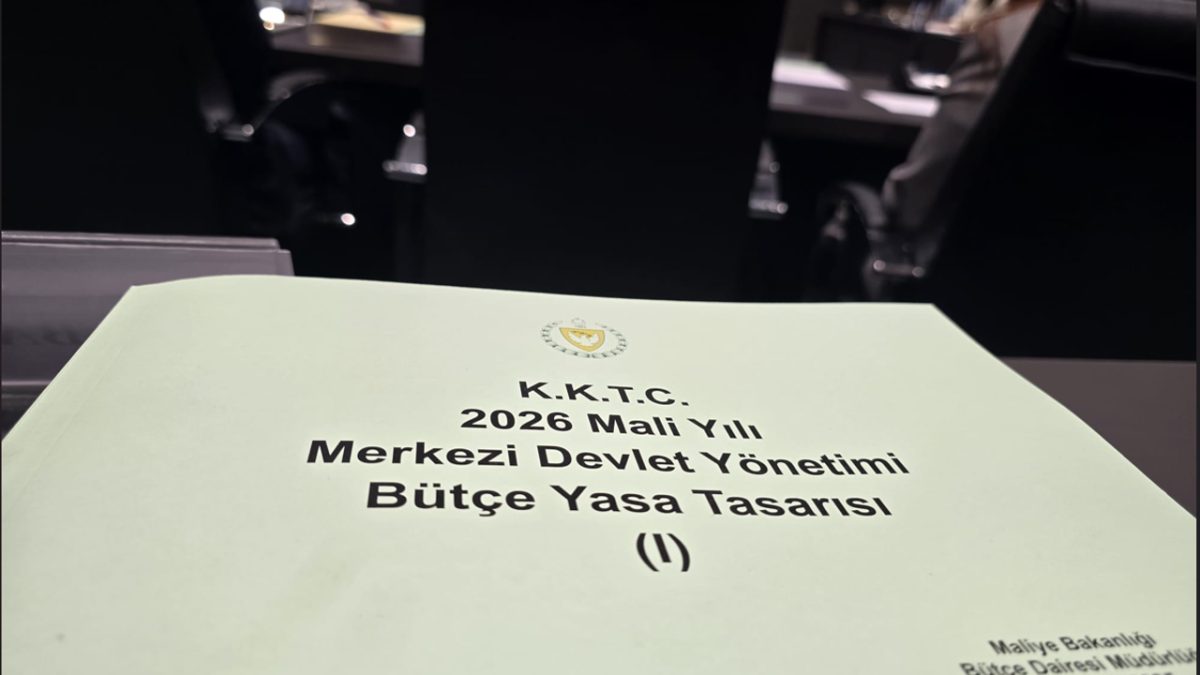 K.K.T.C.
2026 Mali Yılı
Merkezi Devlet Yönetimi
Bütçe Yasa Tasarısı
(I)
Maliye Bakanlığı
Bütçe Dairesi